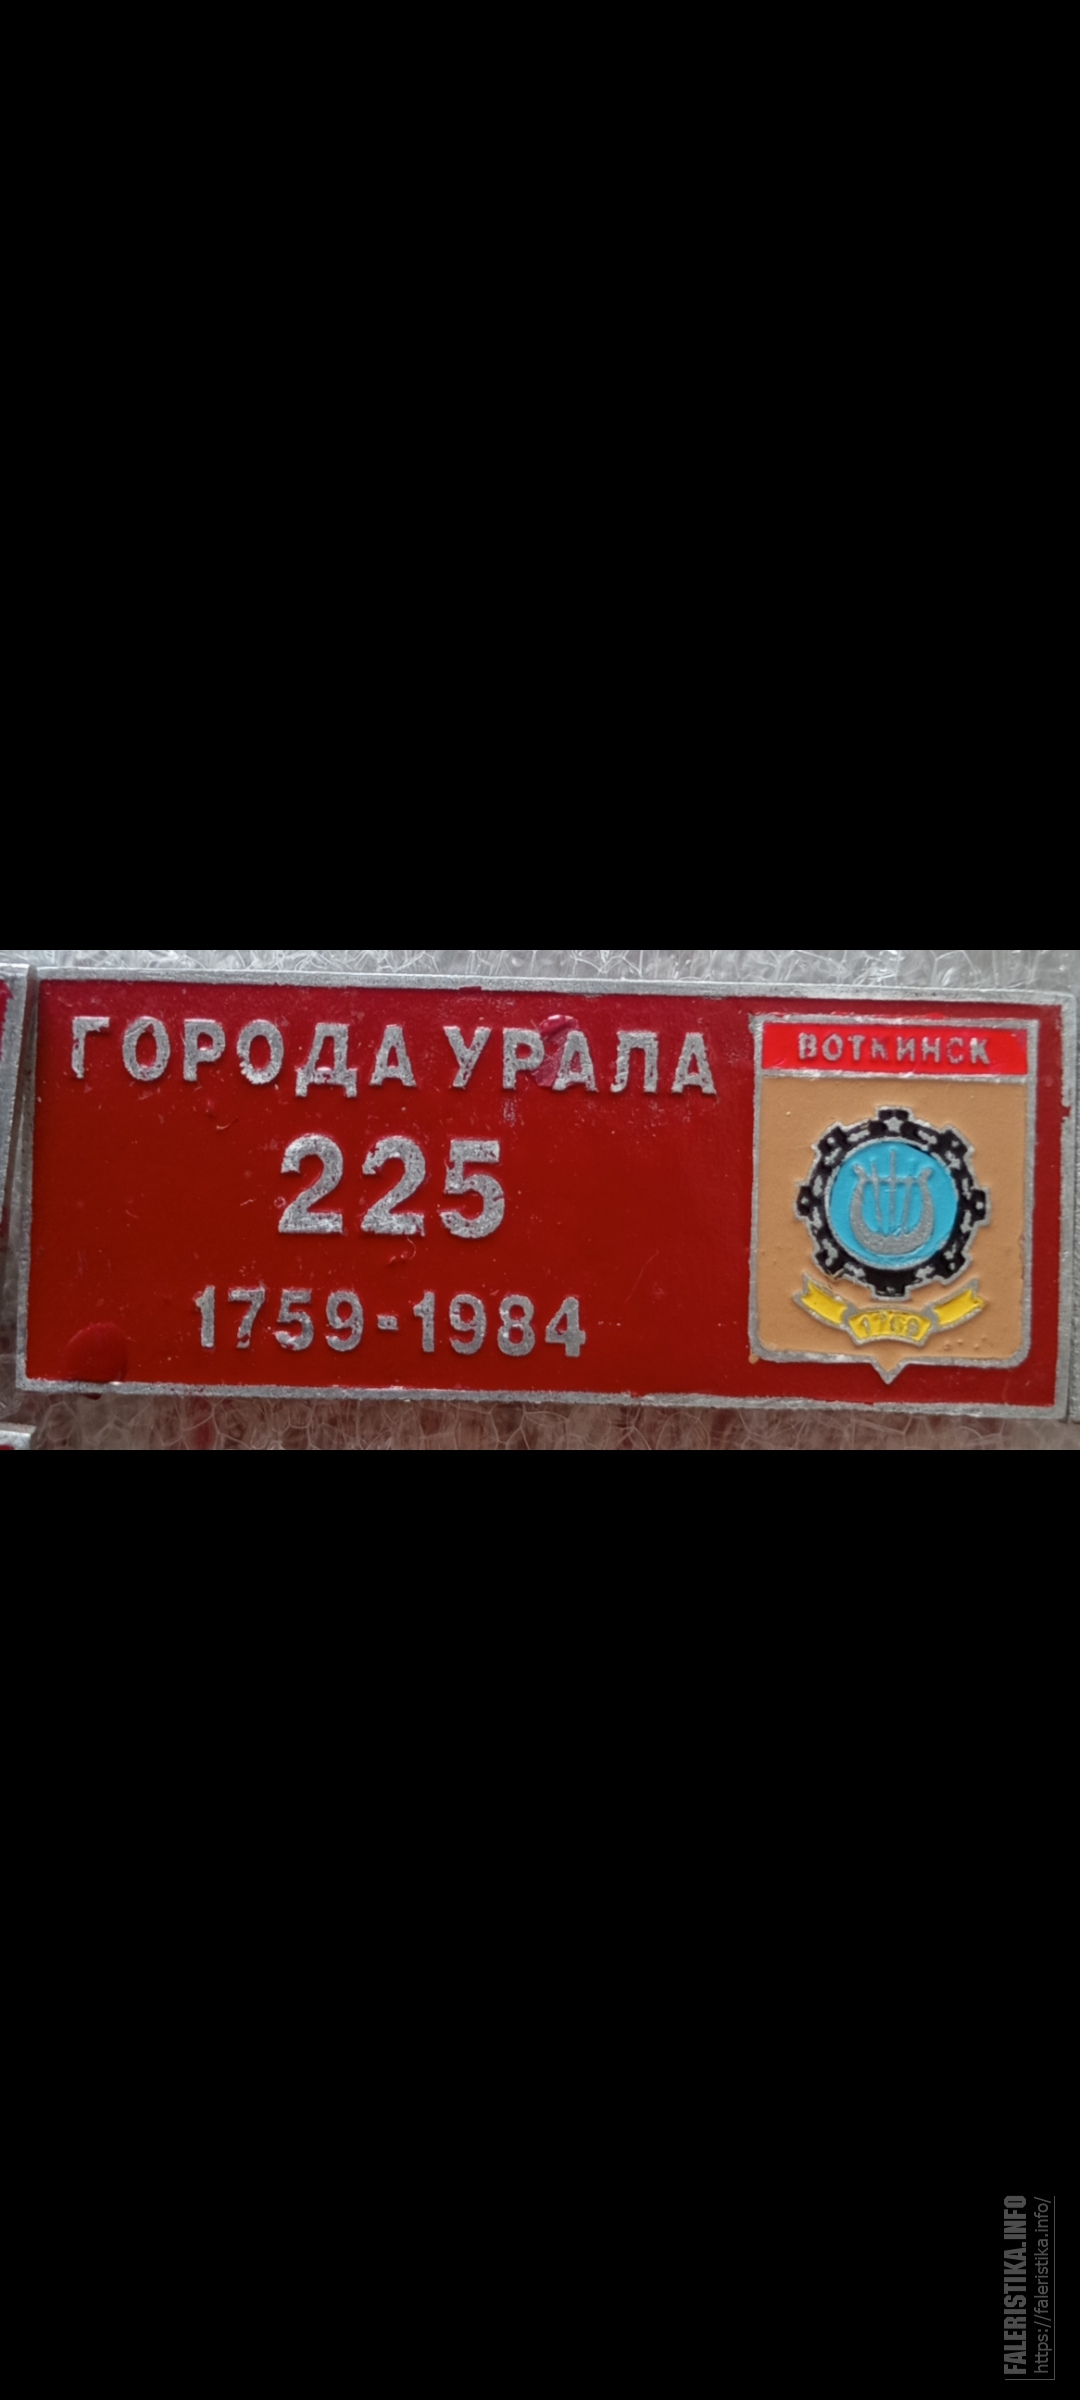 ГОРОДА УРАЛА
225
1759-1984
ВОТКИНСК
1759
FALERISTIKA.INFO
https://faleristika.info/